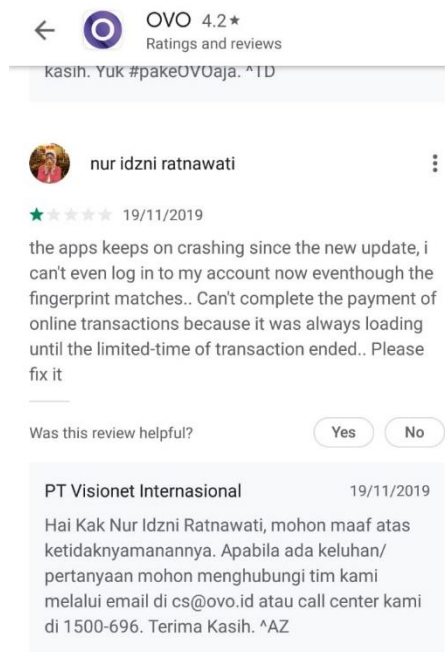 OVO 4.2★
Ratings and reviews
kasih. Yuk #pakeOVOaja. ^TD
nur idzni ratnawati
19/11/2019
the apps keeps on crashing since the new update, i
can't even log in to my account now eventhough the
fingerprint matches.. Can't complete the payment of
online transactions because it was always loading
until the limited-time of transaction ended.. Please
fix it
Was this review helpful? Yes No
PT Visionet Internasional 19/11/2019
Hai Kak Nur Idzni Ratnawati, mohon maaf atas
ketidaknyamanannya. Apabila ada keluhan/
pertanyaan mohon menghubungi tim kami
melalui email di cs@ovo.id atau call center kami
di 1500-696. Terima Kasih. ^AZ